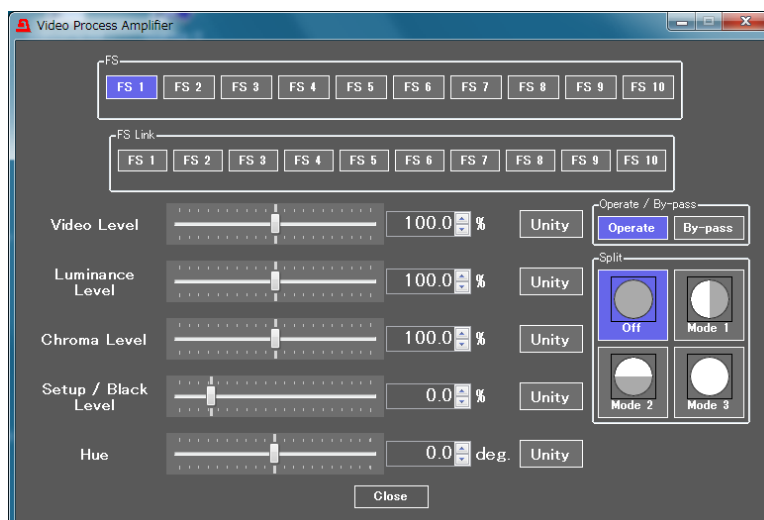 Video Process Amplifier
FS
FS 1 FS 2 FS 3 FS 4 FS 5 FS 6 FS 7 FS 8 FS 9 FS 10
FS Link
FS 1 FS 2 FS 3 FS 4 FS 5 FS 6 FS 7 FS 8 FS 9 FS 10
Video Level 100.0 % Unity
Luminance
Level 100.0 % Unity
Chroma Level 100.0 % Unity
Setup / Black
Level 0.0 % Unity
Hue 0.0 deg. Unity
Operate / By-pass
Operate By-pass
Split
Off Mode 1
Mode 2 Mode 3
Close